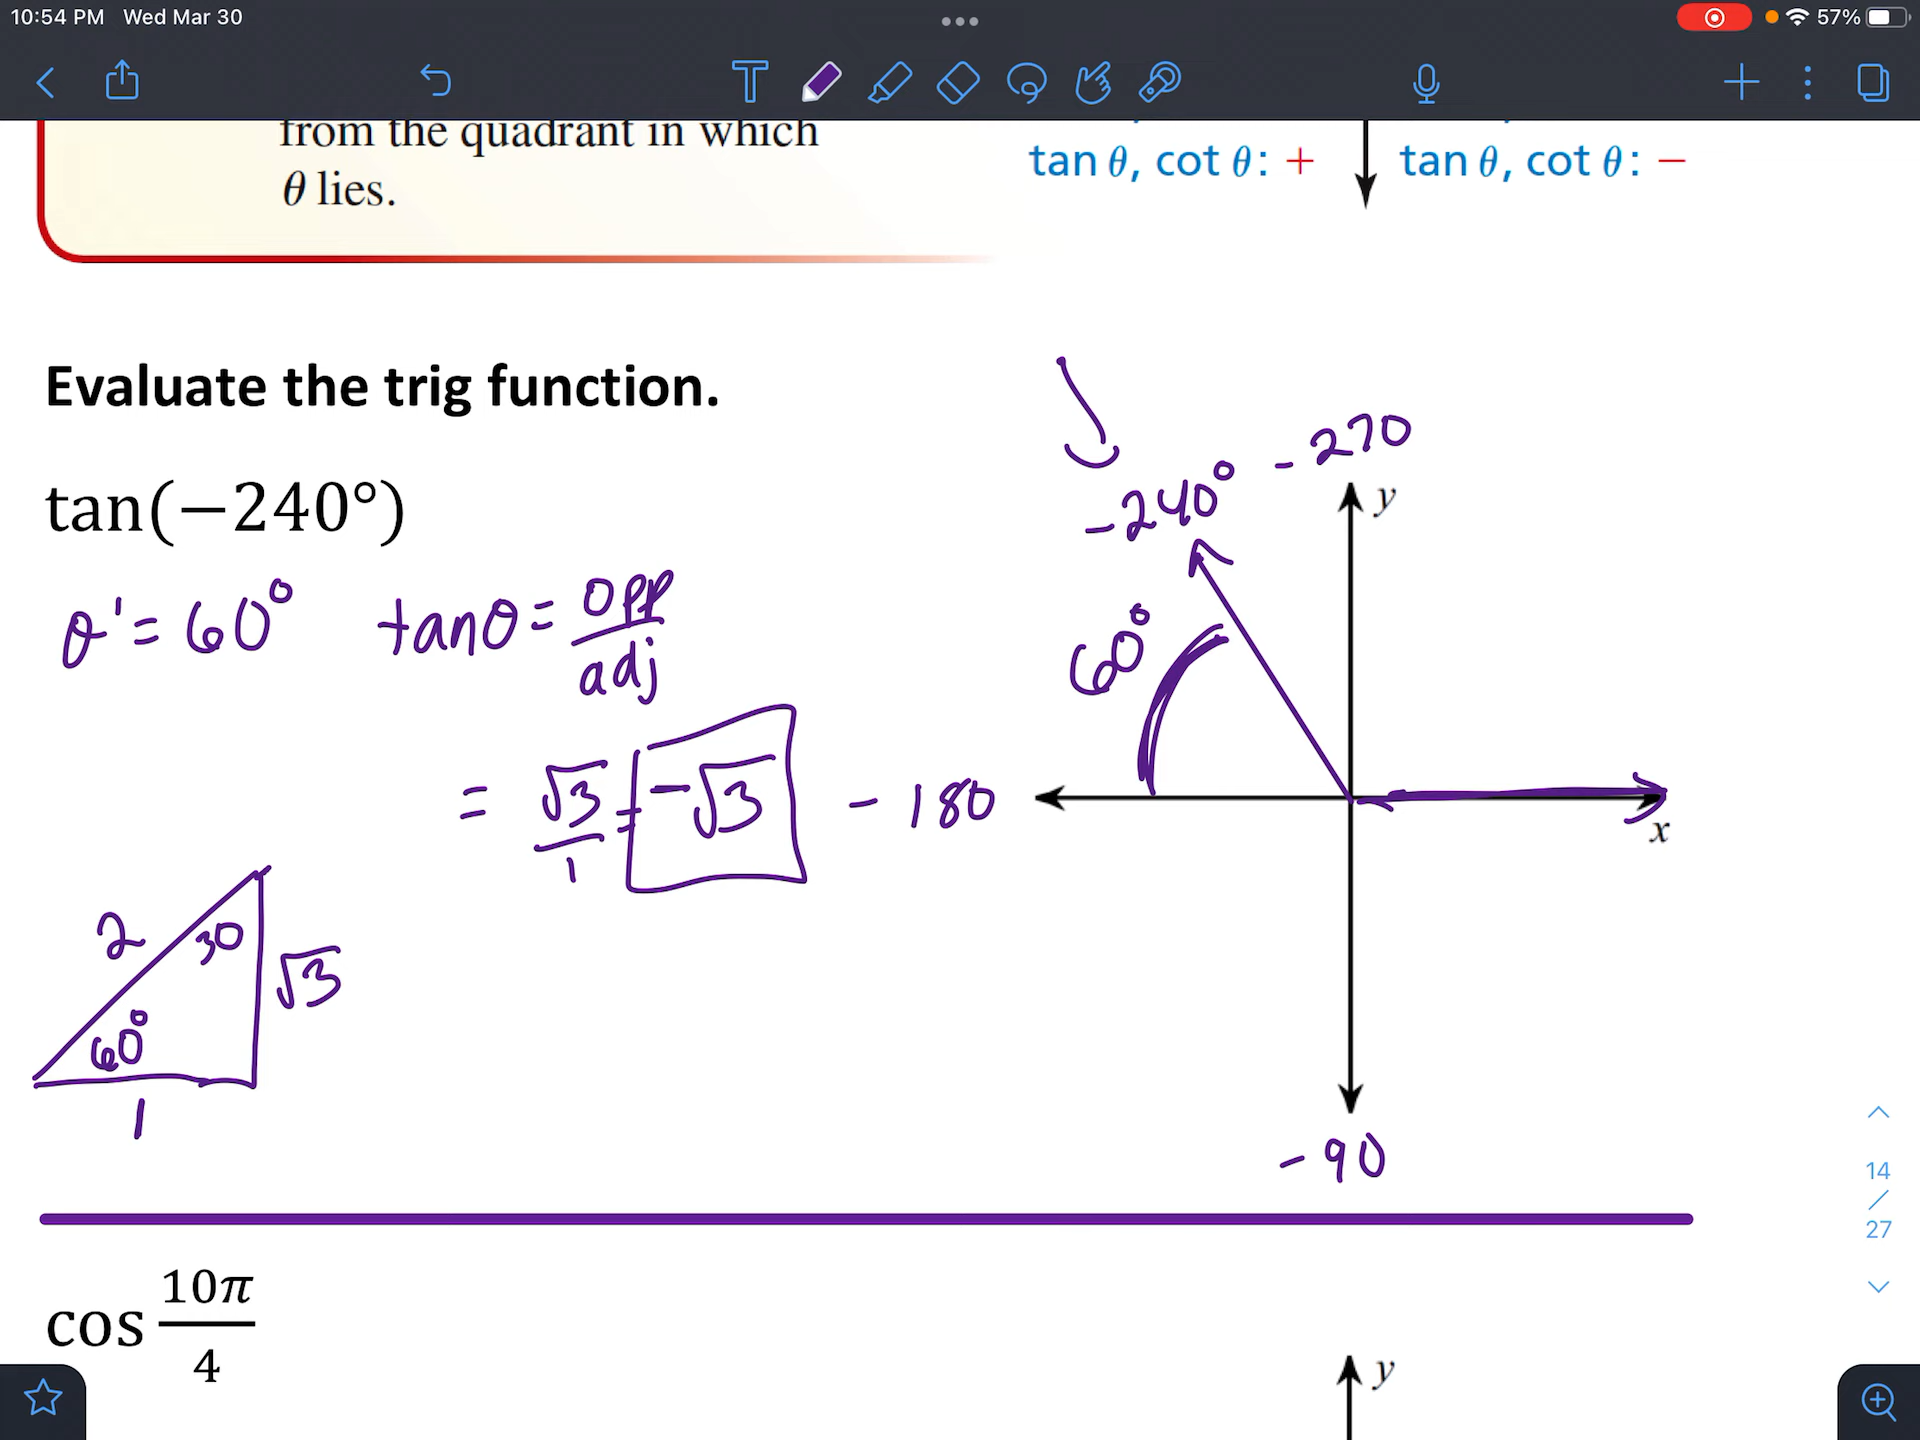 10:54 PM Wed Mar 30
57%
from the quadrant in which
θ lies.
tan θ, cot θ: +
tan θ, cot θ: −
Evaluate the trig function.
tan(−240°)
θ' = 60°
tanθ = opp/adj
= √3/1 = -√3
2
30
√3
60°
1
-270
-240°
y
60°
-180
x
-90
14
/
27
cos 10π/4
y